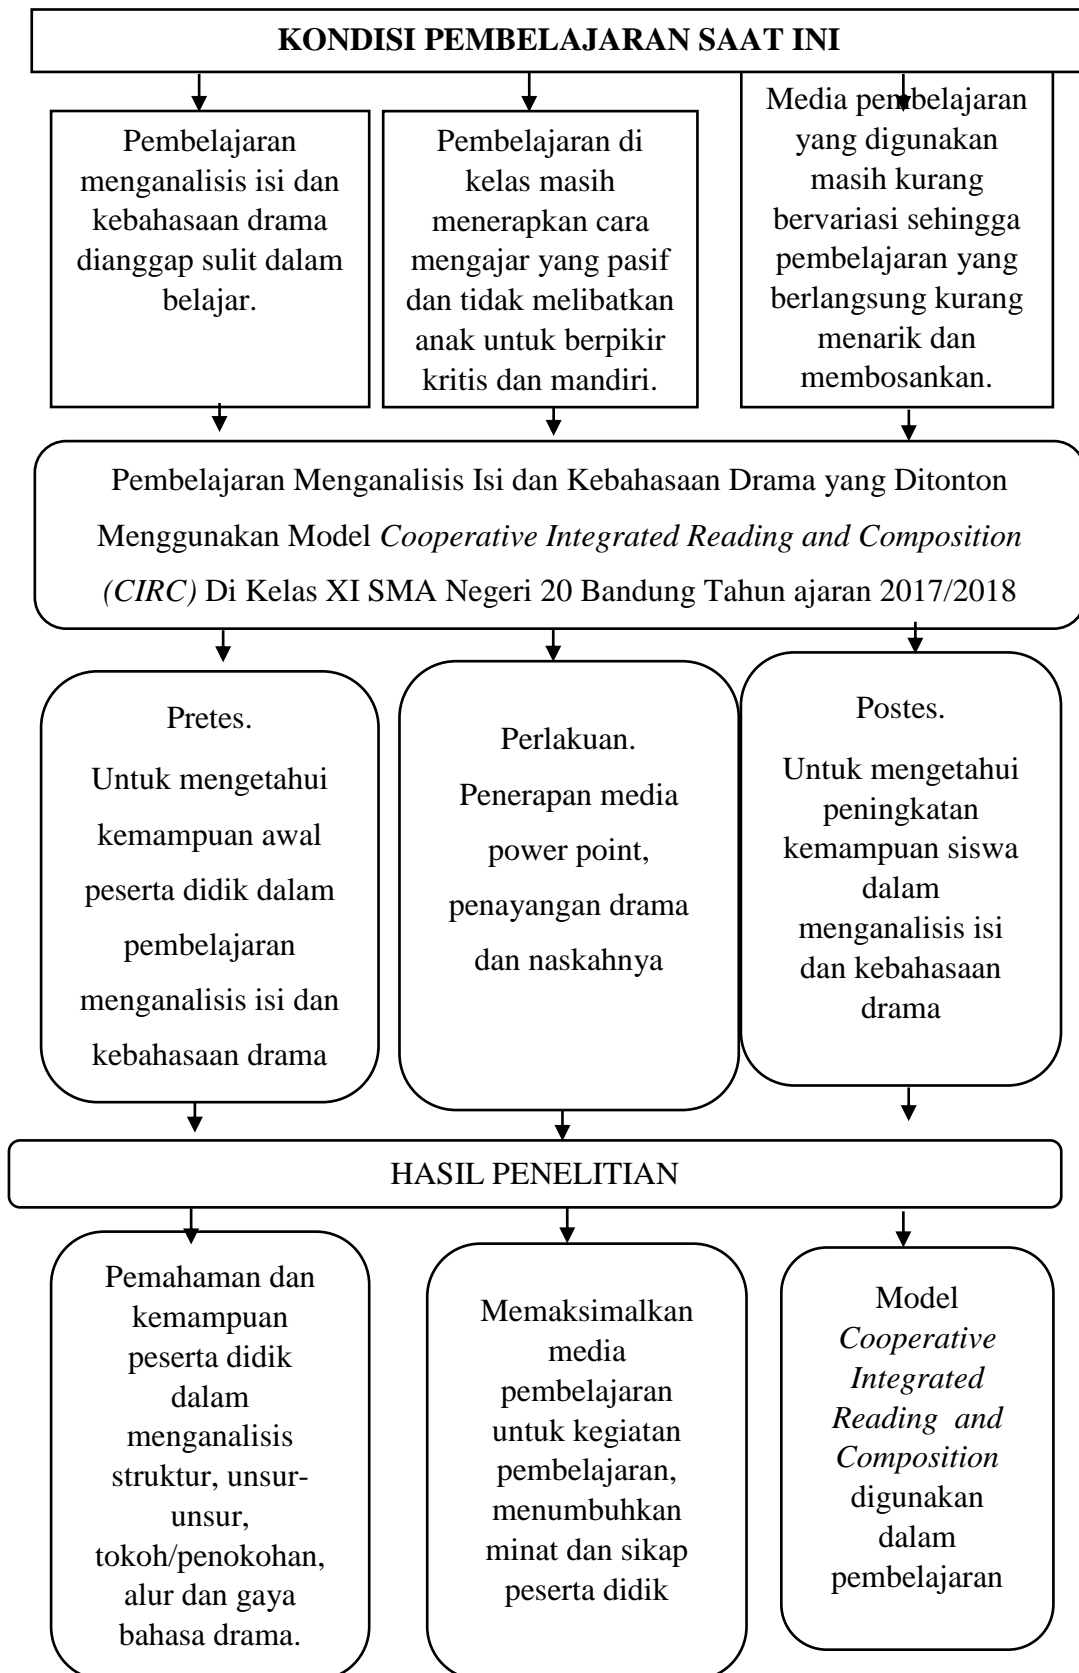 KONDISI PEMBELAJARAN SAAT INI
Pembelajaran
menganalisis isi dan
kebahasaan drama
dianggap sulit dalam
belajar.
Pembelajaran di
kelas masih
menerapkan cara
mengajar yang pasif
dan tidak melibatkan
anak untuk berpikir
kritis dan mandiri.
Media pembelajaran
yang digunakan
masih kurang
bervariasi sehingga
pembelajaran yang
berlangsung kurang
menarik dan
membosankan.
Pembelajaran Menganalisis Isi dan Kebahasaan Drama yang Ditonton
Menggunakan Model Cooperative Integrated Reading and Composition
(CIRC) Di Kelas XI SMA Negeri 20 Bandung Tahun ajaran 2017/2018
Pretes.
Untuk mengetahui
kemampuan awal
peserta didik dalam
pembelajaran
menganalisis isi dan
kebahasaan drama
Perlakuan.
Penerapan media
power point,
penayangan drama
dan naskahnya
Postes.
Untuk mengetahui
peningkatan
kemampuan siswa
dalam
menganalisis isi
dan kebahasaan
drama
HASIL PENELITIAN
Pemahaman dan
kemampuan
peserta didik
dalam
menganalisis
struktur, unsur-
unsur,
tokoh/penokohan,
alur dan gaya
bahasa drama.
Memaksimalkan
media
pembelajaran
untuk kegiatan
pembelajaran,
menumbuhkan
minat dan sikap
peserta didik
Model
Cooperative
Integrated
Reading and
Composition
digunakan
dalam
pembelajaran